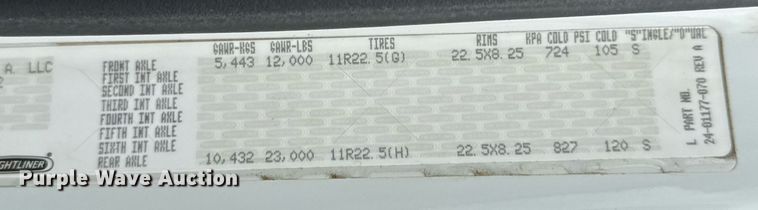 GAWR-KGS GAWR-LBS TIRES RIMS KPA COLD PSI COLD "S"INGLE/"D"UAL
A. LLC
FRONT AXLE 5,443 12,000 11R22.5(G) 22.5X8.25 724 105 S
FIRST INT AXLE
SECOND INT AXLE
THIRD INT AXLE
FOURTH INT AXLE
FIFTH INT AXLE
SIXTH INT AXLE
REAR AXLE 10,432 23,000 11R22.5(H) 22.5X8.25 827 120 S
L PART NO.
24-01177-070 REV A
GHTLINER
Purple Wave Auction